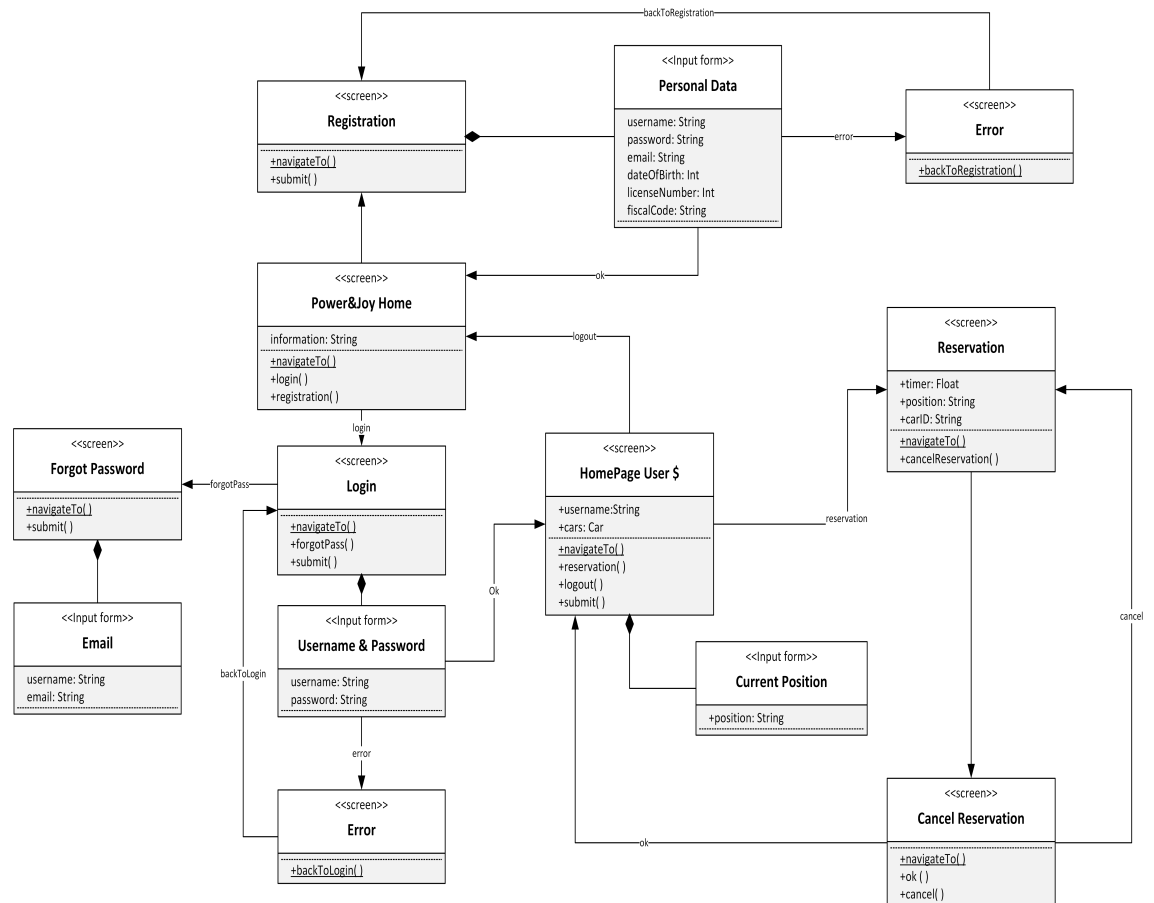 backToRegistration
<<Input form>>
Personal Data
username: String
password: String
email: String
dateOfBirth: Int
licenseNumber: Int
fiscalCode: String
<<screen>>
Registration
+navigateTo( )
+submit( )
error
<<screen>>
Error
+backToRegistration( )
ok
<<screen>>
Power&Joy Home
information: String
+navigateTo( )
+login( )
+registration( )
logout
<<screen>>
Reservation
+timer: Float
+position: String
+carID: String
+navigateTo( )
+cancelReservation( )
login
<<screen>>
Forgot Password
+navigateTo( )
+submit( )
forgotPass
<<screen>>
Login
+navigateTo( )
+forgotPass( )
+submit( )
<<screen>>
HomePage User $
+username:String
+cars: Car
+navigateTo( )
+reservation( )
+logout( )
+submit( )
reservation
Ok
<<Input form>>
Email
username: String
email: String
<<Input form>>
Username & Password
username: String
password: String
backToLogin
<<Input form>>
Current Position
+position: String
cancel
error
<<screen>>
Error
+backToLogin( )
ok
<<screen>>
Cancel Reservation
+navigateTo( )
+ok ( )
+cancel( )